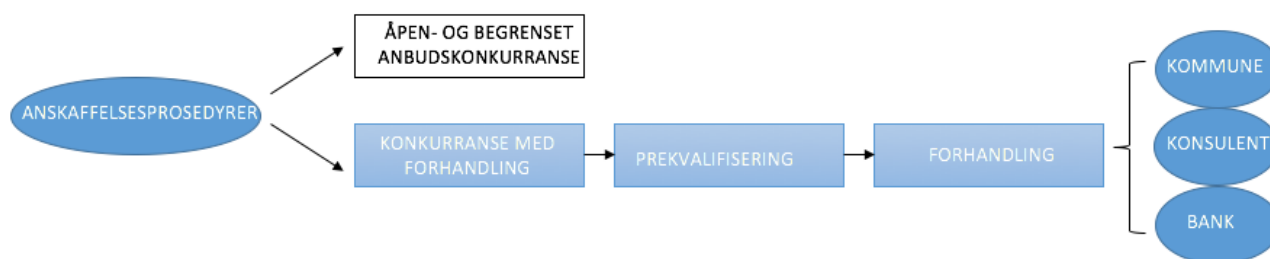 ANSKAFFELSESPROSEDYRER
ÅPEN- OG BEGRENSET
ANBUDSKONKURRANSE
KONKURRANSE MED
FORHANDLING
PREKVALIFISERING
FORHANDLING
KOMMUNE
KONSULENT
BANK